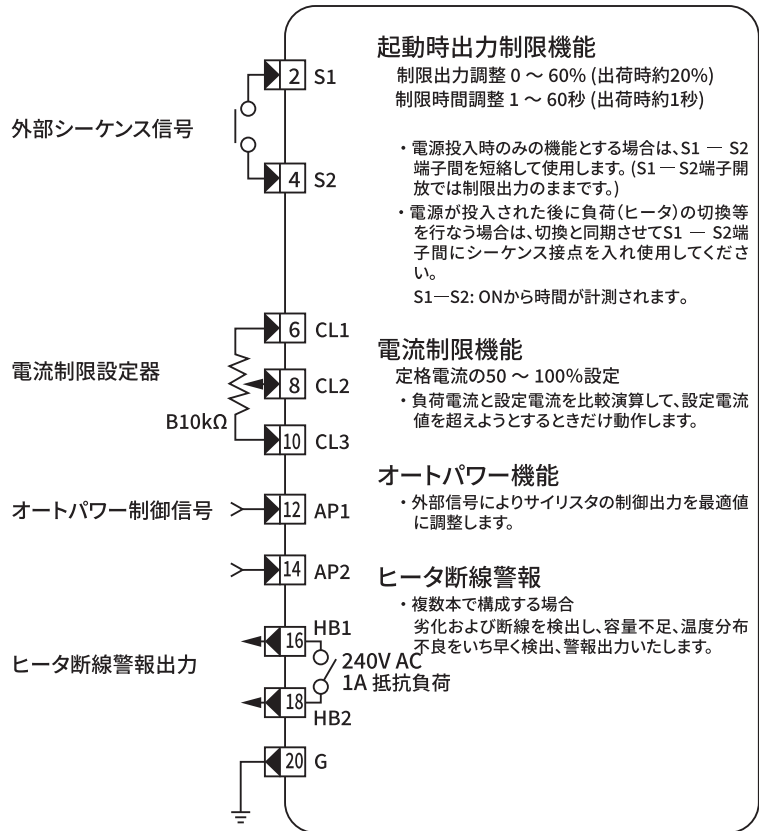 起動時出力制限機能
制限出力調整 0 ～ 60% (出荷時約20%)
制限時間調整 1 ～ 60秒 (出荷時約1秒)
2 S1
外部シーケンス信号
4 S2
・電源投入時のみの機能とする場合は、S1 ― S2
端子間を短絡して使用します。(S1 ― S2端子開
放では制限出力のままです。)
・電源が投入された後に負荷(ヒータ)の切換等
を行なう場合は、切換と同期させてS1 ― S2端
子間にシーケンス接点を入れ使用してくださ
い。
S1―S2: ONから時間が計測されます。
6 CL1
電流制限設定器
8 CL2
B10kΩ
10 CL3
電流制限機能
定格電流の50 ～ 100%設定
・負荷電流と設定電流を比較演算して、設定電流
値を超えようとするときだけ動作します。
オートパワー制御信号
12 AP1
14 AP2
オートパワー機能
・外部信号によりサイリスタの制御出力を最適値
に調整します。
ヒータ断線警報
・複数本で構成する場合
劣化および断線を検出し、容量不足、温度分布
不良をいち早く検出、警報出力いたします。
HB1
16
ヒータ断線警報出力
240V AC
1A 抵抗負荷
18
HB2
20 G